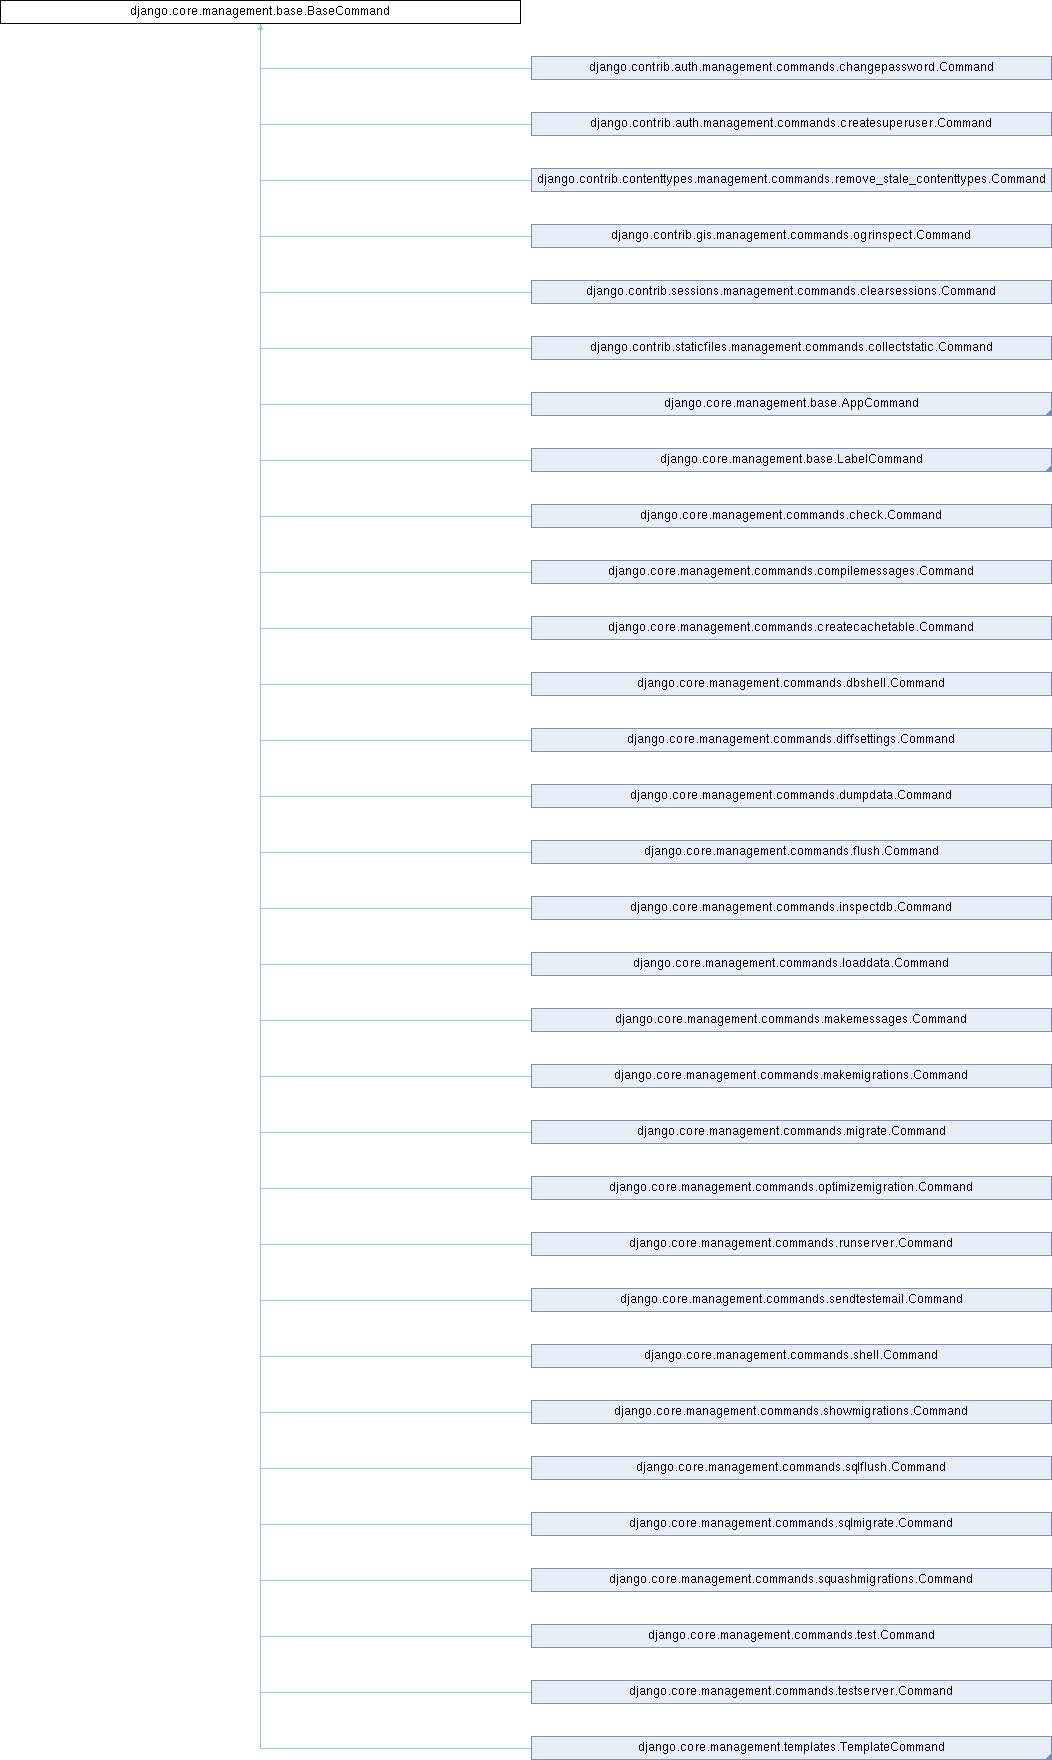 django.core.management.base.BaseCommand
django.contrib.auth.management.commands.changepassword.Command
django.contrib.auth.management.commands.createsuperuser.Command
django.contrib.contenttypes.management.commands.remove_stale_contenttypes.Command
django.contrib.gis.management.commands.ogrinspect.Command
django.contrib.sessions.management.commands.clearsessions.Command
django.contrib.staticfiles.management.commands.collectstatic.Command
django.core.management.base.AppCommand
django.core.management.base.LabelCommand
django.core.management.commands.check.Command
django.core.management.commands.compilemessages.Command
django.core.management.commands.createcachetable.Command
django.core.management.commands.dbshell.Command
django.core.management.commands.diffsettings.Command
django.core.management.commands.dumpdata.Command
django.core.management.commands.flush.Command
django.core.management.commands.inspectdb.Command
django.core.management.commands.loaddata.Command
django.core.management.commands.makemessages.Command
django.core.management.commands.makemigrations.Command
django.core.management.commands.migrate.Command
django.core.management.commands.optimizemigration.Command
django.core.management.commands.runserver.Command
django.core.management.commands.sendtestemail.Command
django.core.management.commands.shell.Command
django.core.management.commands.showmigrations.Command
django.core.management.commands.sqlflush.Command
django.core.management.commands.sqlmigrate.Command
django.core.management.commands.squashmigrations.Command
django.core.management.commands.test.Command
django.core.management.commands.testserver.Command
django.core.management.templates.TemplateCommand